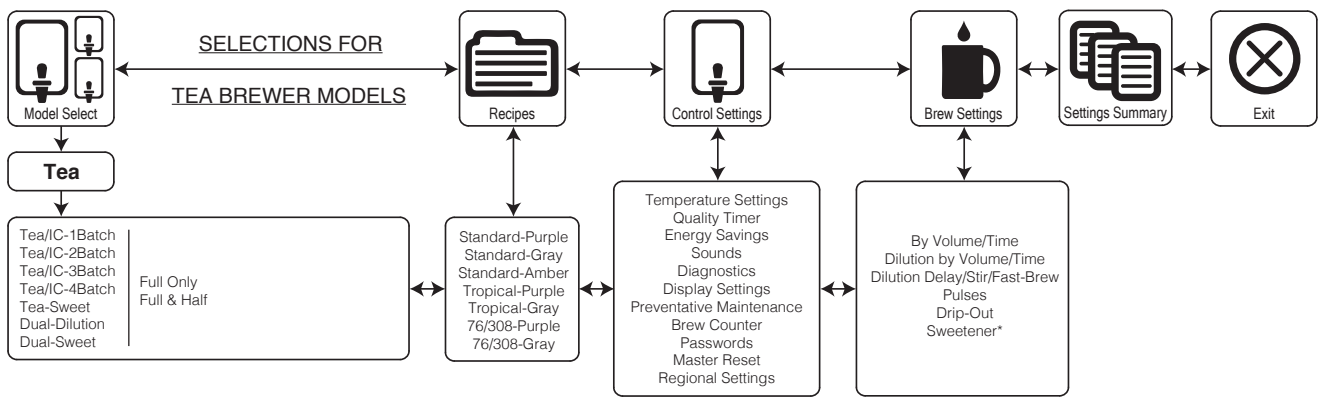 SELECTIONS FOR
TEA BREWER MODELS
Model Select
Recipes
Control Settings
Brew Settings
Settings Summary
Exit
Tea
Tea/IC-1Batch
Tea/IC-2Batch
Tea/IC-3Batch
Tea/IC-4Batch
Tea-Sweet
Dual-Dilution
Dual-Sweet
Full Only
Full & Half
Standard-Purple
Standard-Gray
Standard-Amber
Tropical-Purple
Tropical-Gray
76/308-Purple
76/308-Gray
Temperature Settings
Quality Timer
Energy Savings
Sounds
Diagnostics
Display Settings
Preventative Maintenance
Brew Counter
Passwords
Master Reset
Regional Settings
By Volume/Time
Dilution by Volume/Time
Dilution Delay/Stir/Fast-Brew
Pulses
Drip-Out
Sweetener*